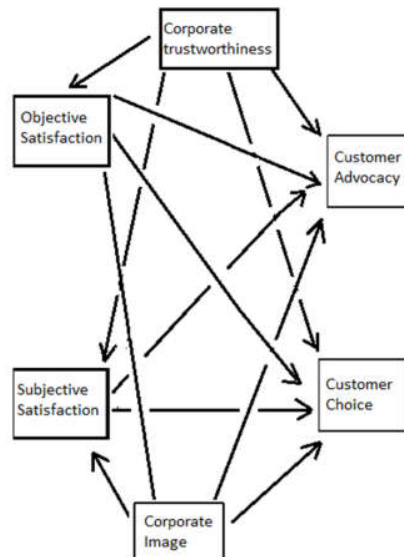 Corporate
trustworthiness
Objective
Satisfaction
Customer
Advocacy
Subjective
Satisfaction
Customer
Choice
Corporate
Image